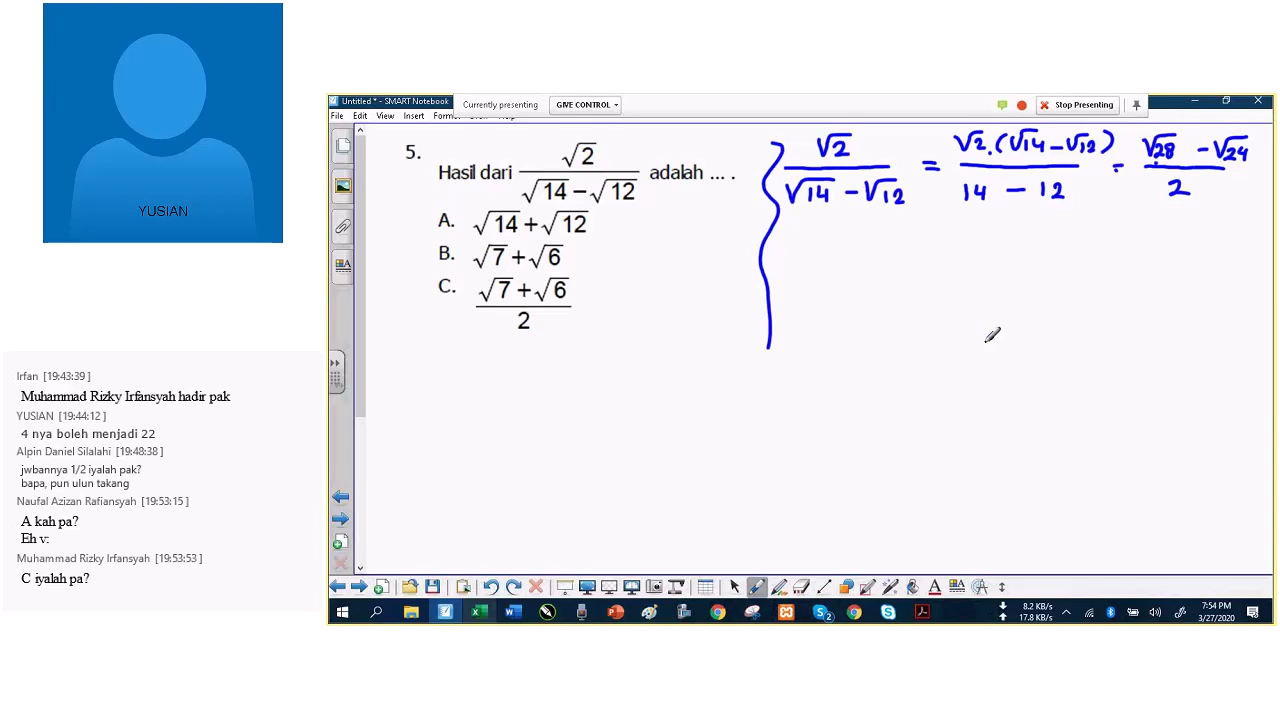 YUSIAN
Irfan [19:43:39]
Muhammad Rizky Irfansyah hadir pak
YUSIAN [19:44:12]
4 nya boleh menjadi 22
Alpin Daniel Silalahi [19:48:38]
jwbannya 1/2 iyalah pak?
bapa, pun ulun takang
Naufal Azizan Rafiansyah [19:53:15]
A kah pa?
Eh v:
Muhammad Rizky Irfansyah [19:53:53]
C iyalah pa?
Untitled * - SMART Notebook
Currently presenting
GIVE CONTROL
Stop Presenting
File Edit View Insert
5.
Hasil dari √2 / (√14 − √12) adalah ... .
A. √14 + √12
B. √7 + √6
C. (√7 + √6) / 2
√2 / (√14 − √12) = √2.(√14 − √12) / (14 − 12) = (√28 − √24) / 2
8.2 KB/s
17.8 KB/s
7:54 PM
3/27/2020